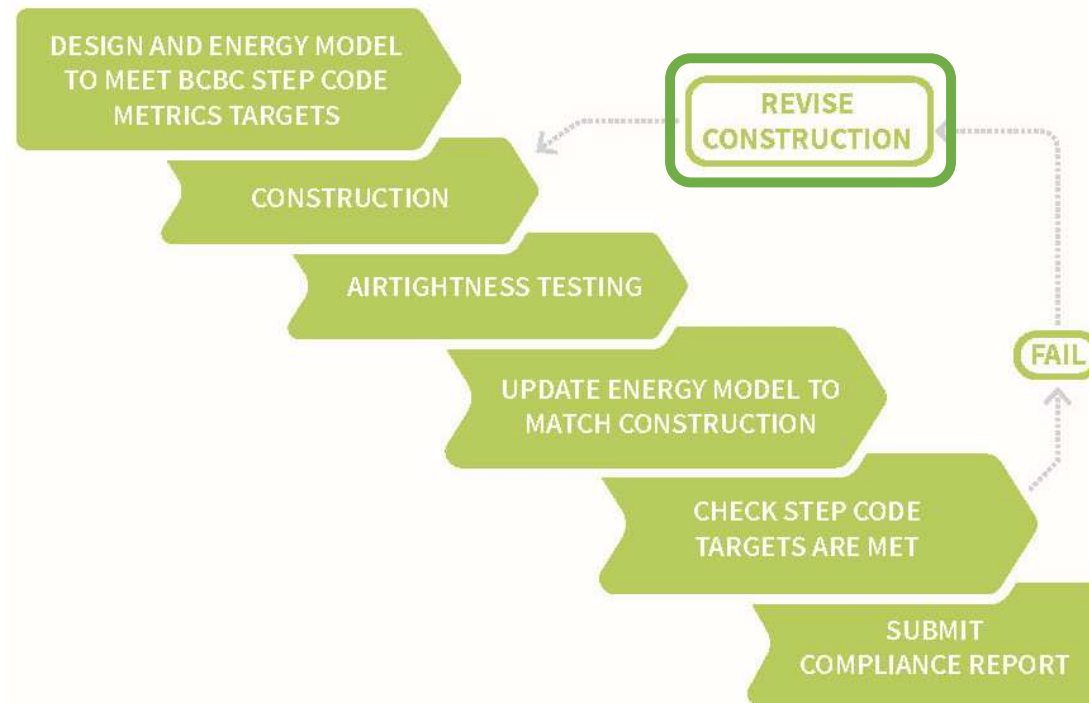 DESIGN AND ENERGY MODEL
TO MEET BCBC STEP CODE
METRICS TARGETS
REVISE
CONSTRUCTION
CONSTRUCTION
AIRTIGHTNESS TESTING
FAIL
UPDATE ENERGY MODEL TO
MATCH CONSTRUCTION
CHECK STEP CODE
TARGETS ARE MET
SUBMIT
COMPLIANCE REPORT